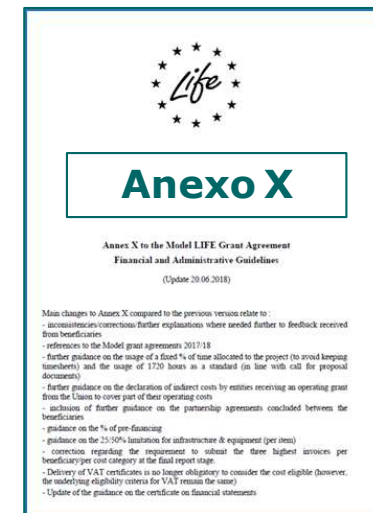 Life
Anexo X
Annex X to the Model LIFE Grant Agreement
Financial and Administrative Guidelines
(Update 20.06.2018)
Main changes to Annex X compared to the previous version relate to :
- inconsistencies/corrections/further explanations where needed further to feedback received
from beneficiaries
- references to the Model grant agreements 2017/18
- further guidance on the usage of a fixed % of time allocated to the project (to avoid keeping
timesheets) and the usage of 1720 hours as a standard (in line with call for proposal
documents)
- further guidance on the declaration of indirect costs by entities receiving an operating grant
from the Union to cover part of their operating costs
- inclusion of further guidance on the partnership agreements concluded between the
beneficiaries
- guidance on the % of pre-financing
- guidance on the 25/50% limitation for infrastructure & equipment (per item)
- correction regarding the requirement to submit the three highest invoices per
beneficiary/per cost category at the final report stage.
- Delivery of VAT certificates is no longer obligatory to consider the cost eligible (however,
the underlying eligibility criteria for VAT remain the same)
- Update of the guidance on the certificate on financial statements